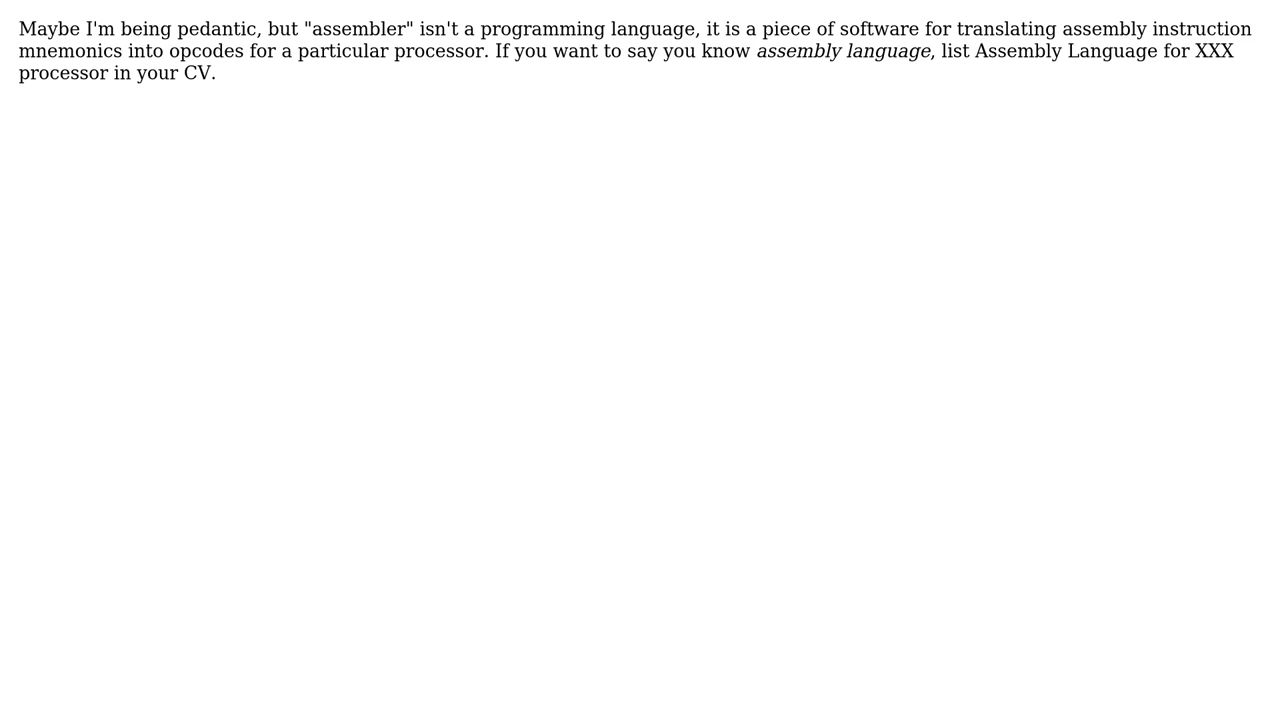 Maybe I'm being pedantic, but "assembler" isn't a programming language, it is a piece of software for translating assembly instruction
mnemonics into opcodes for a particular processor. If you want to say you know assembly language, list Assembly Language for XXX
processor in your CV.